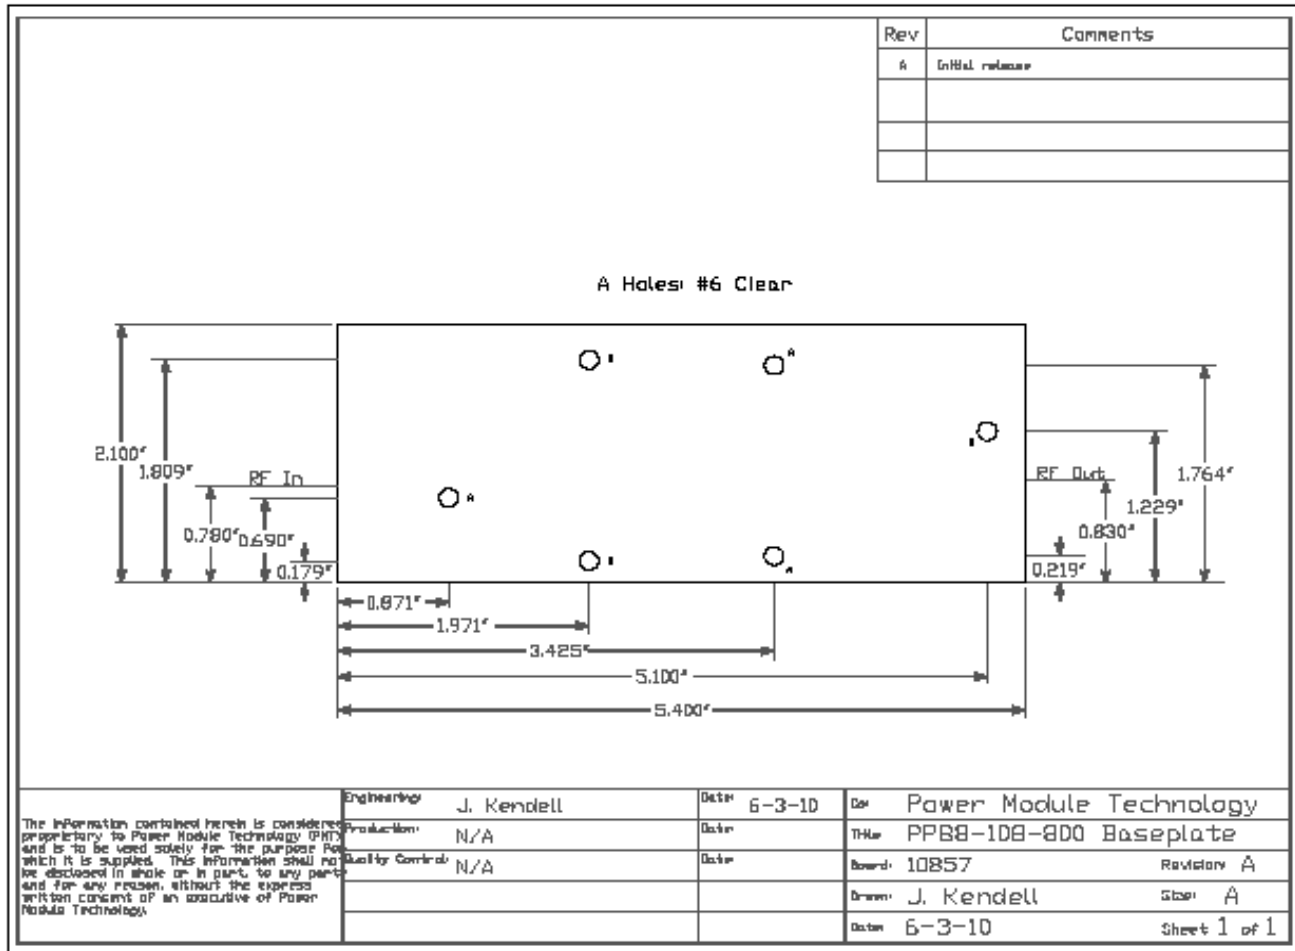 Rev Comments
A Initial release
A Holes: #6 Clear
A
A
2.100"
1.809"
RF In
RF Out
1.764"
A
1.229"
0.780"
0.690"
0.830"
A
0.179"
0.219"
0.871"
1.971"
3.425"
5.100"
5.400"
The information contained herein is considered
proprietary to Power Module Technology (PMT)
and is to be used solely for the purpose For
which it is supplied. This information shall not
be disclosed in whole or in part, to any party
and for any reason, without the express
written consent of an executive of Power
Module Technology.
Engineering: J. Kendell Date: 6-3-10
Production: N/A Date:
Quality Control: N/A Date:
Co: Power Module Technology
Title: PP88-108-800 Baseplate
Board: 10857 Revision: A
Drawn: J. Kendell Size: A
Date: 6-3-10 Sheet 1 of 1